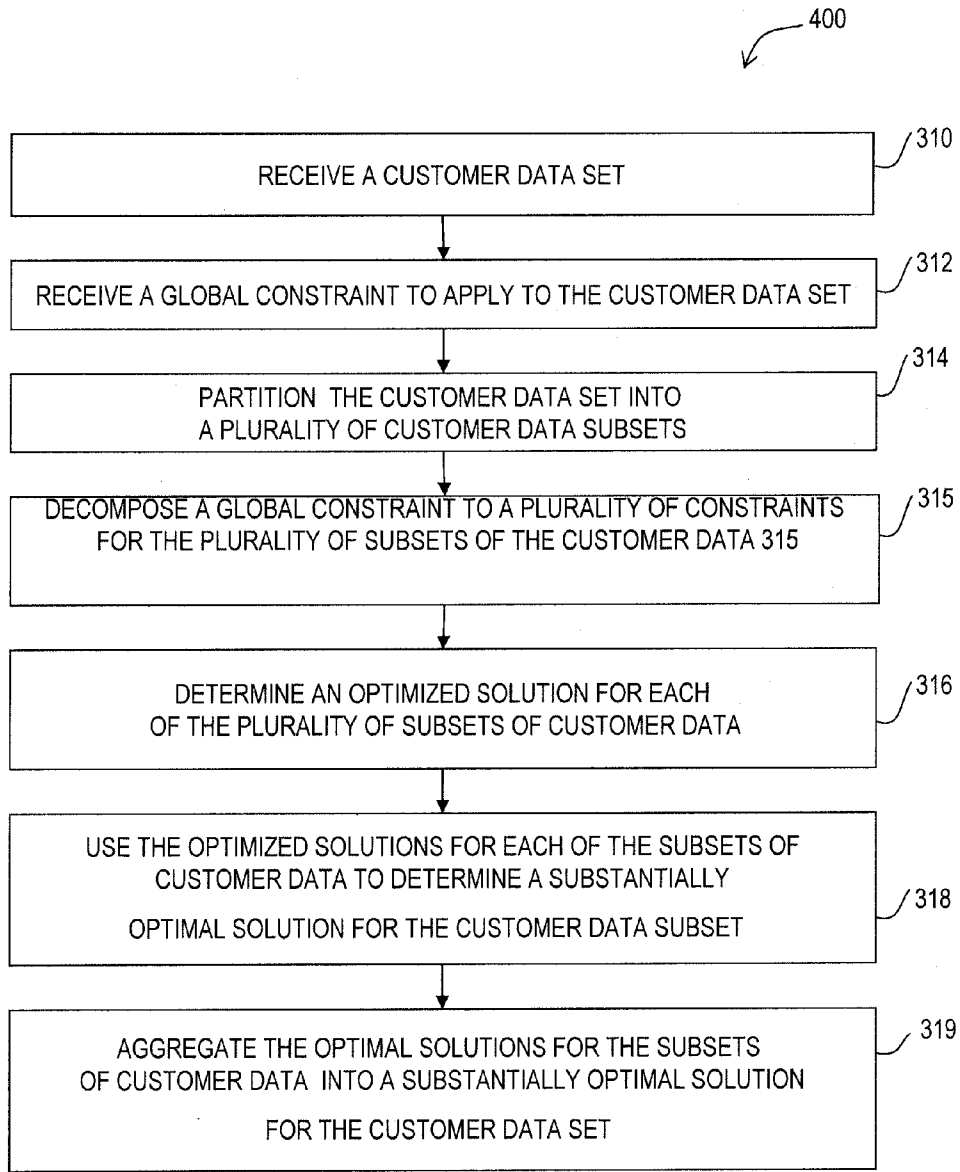 400
RECEIVE A CUSTOMER DATA SET
310
RECEIVE A GLOBAL CONSTRAINT TO APPLY TO THE CUSTOMER DATA SET
312
PARTITION THE CUSTOMER DATA SET INTO
A PLURALITY OF CUSTOMER DATA SUBSETS
314
DECOMPOSE A GLOBAL CONSTRAINT TO A PLURALITY OF CONSTRAINTS
FOR THE PLURALITY OF SUBSETS OF THE CUSTOMER DATA 315
315
DETERMINE AN OPTIMIZED SOLUTION FOR EACH
OF THE PLURALITY OF SUBSETS OF CUSTOMER DATA
316
USE THE OPTIMIZED SOLUTIONS FOR EACH OF THE SUBSETS OF
CUSTOMER DATA TO DETERMINE A SUBSTANTIALLY
OPTIMAL SOLUTION FOR THE CUSTOMER DATA SUBSET
318
AGGREGATE THE OPTIMAL SOLUTIONS FOR THE SUBSETS
OF CUSTOMER DATA INTO A SUBSTANTIALLY OPTIMAL SOLUTION
FOR THE CUSTOMER DATA SET
319